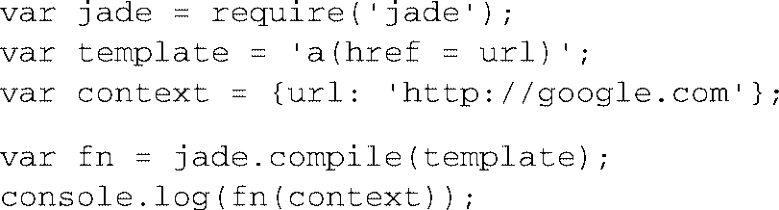 var jade = require('jade');
var template = 'a(href = url)';
var context = {url: 'http://google.com'};
var fn = jade.compile(template);
console.log(fn(context));